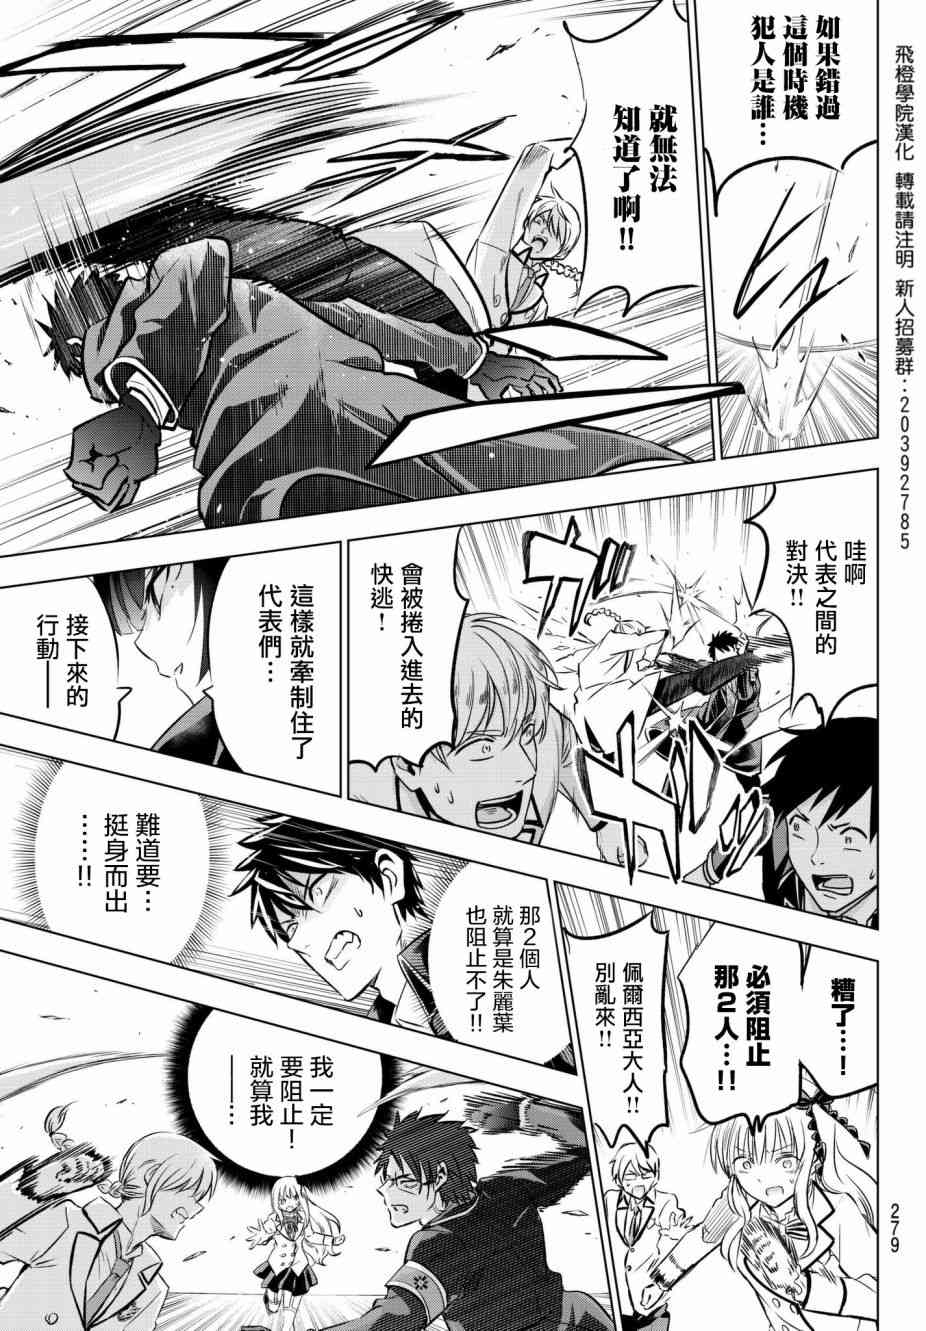 如果錯過
這個時機
犯人是誰…
就無法
知道了啊!!
哇啊
代表之間的
對決!!
會被捲入進去的
快逃！
這樣就牽制住了
代表們…
接下來的
行動——
糟了…！
必須阻止
那2人…!!
佩爾西亞大人!!
別亂來!!
那2個人
就算是朱麗葉
也阻止不了!!
難道要…
挺身而出
……!!
我一定
要阻止！
就算我
——…
飛橙學院漢化 轉載請注明 新人招募群：20392785
279